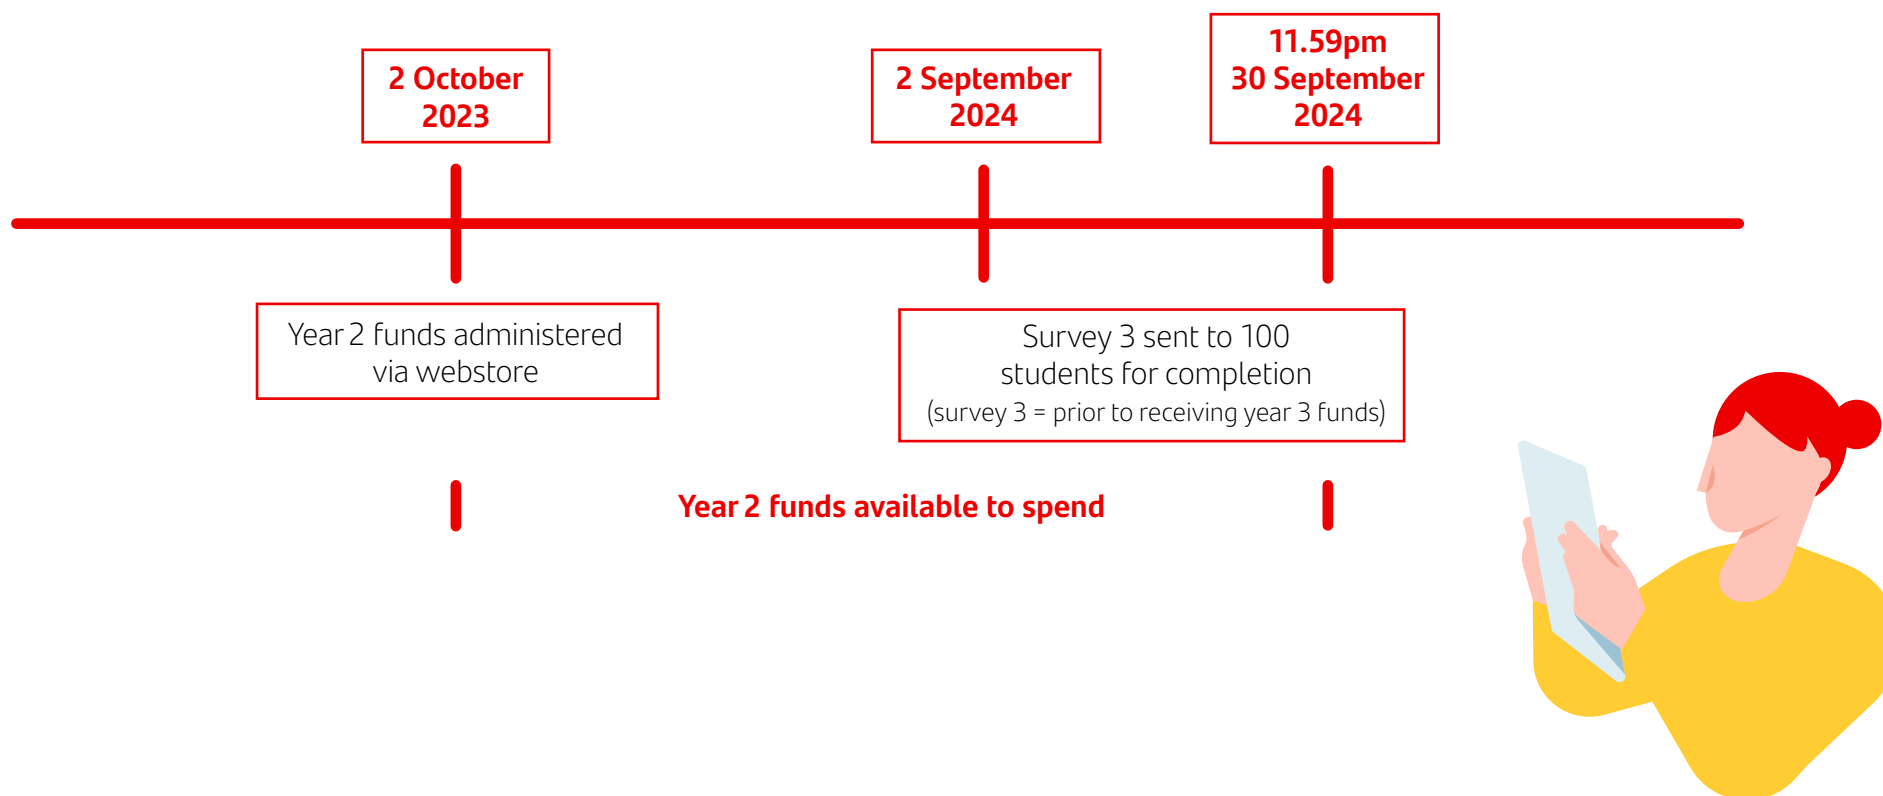 2 October
2023
2 September
2024
11.59pm
30 September
2024
Year 2 funds administered
via webstore
Survey 3 sent to 100
students for completion
(survey 3 = prior to receiving year 3 funds)
Year 2 funds available to spend